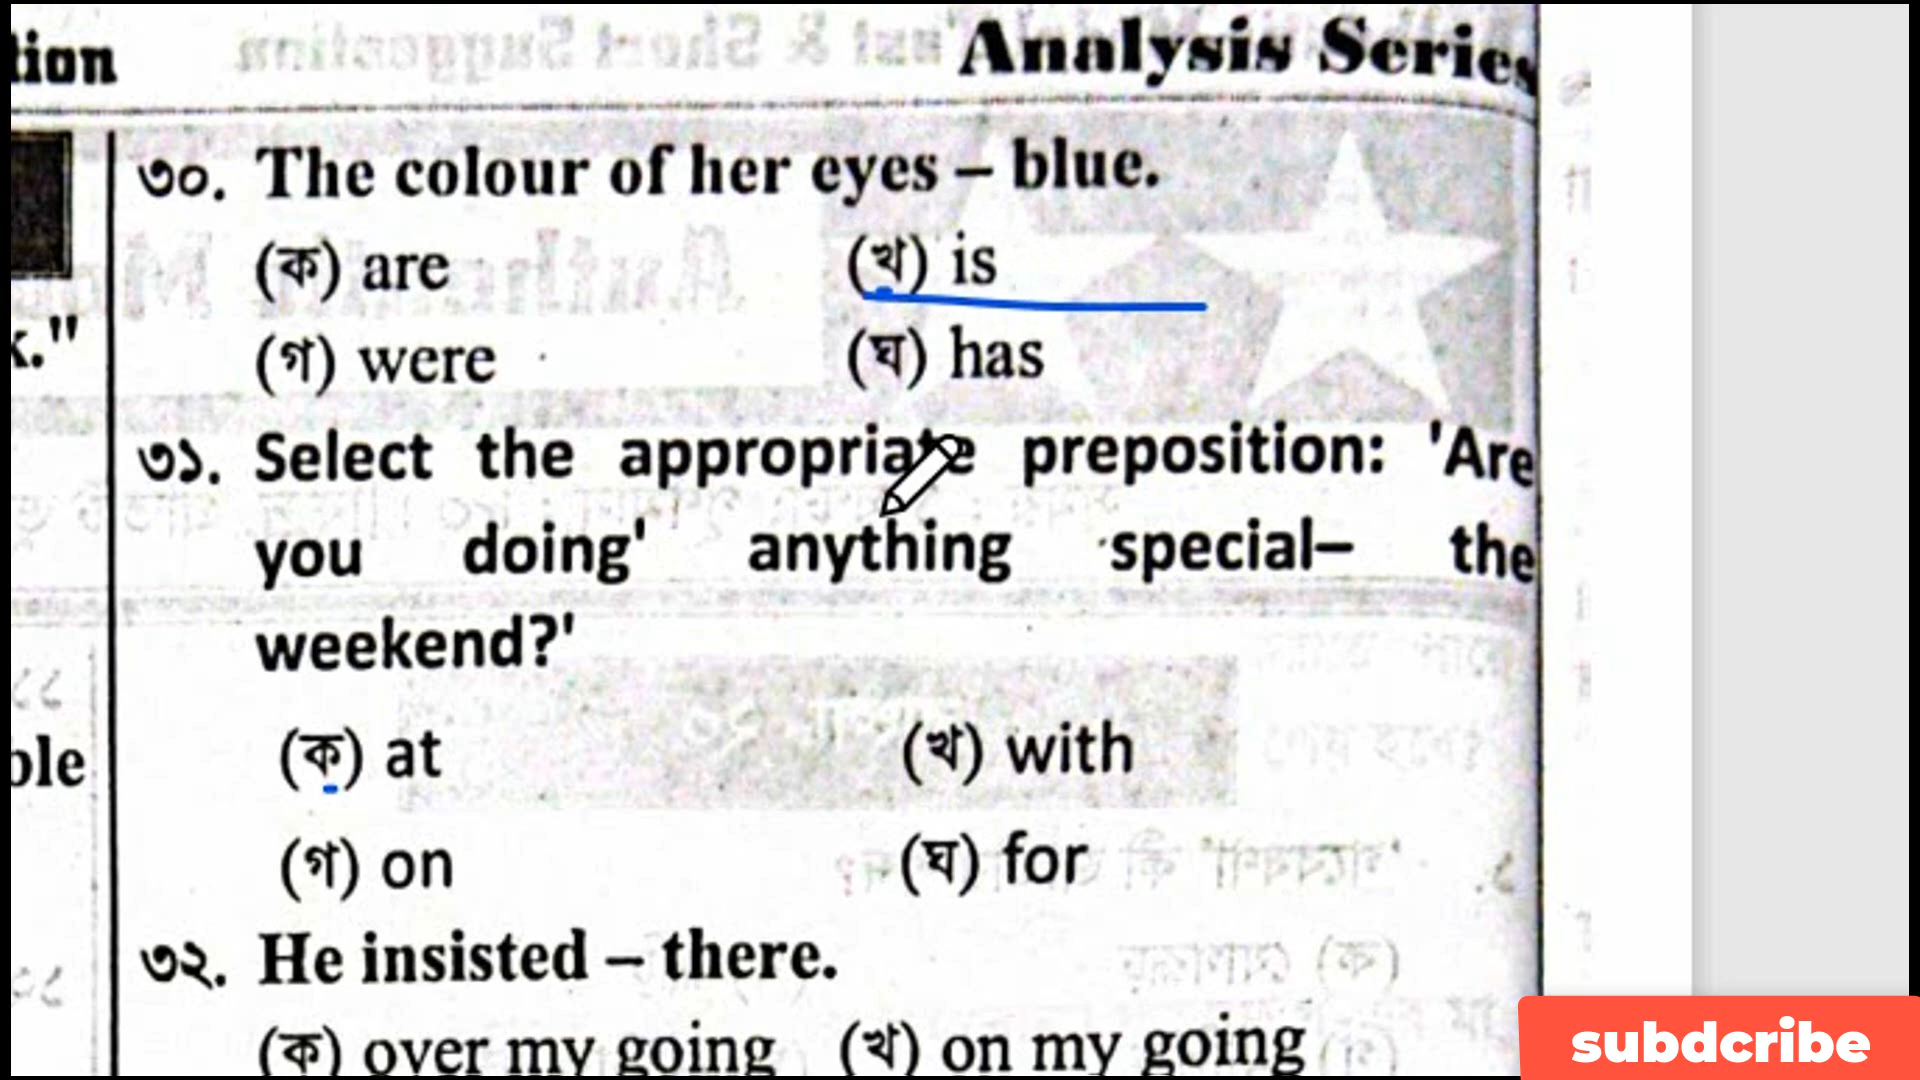 tion Analysis Series
৩০. The colour of her eyes – blue.
(ক) are (খ) is
k."
(গ) were (ঘ) has
৩১. Select the appropriate preposition: 'Are
you doing' anything special– the
weekend?'
(ক) at (খ) with
ble
(গ) on (ঘ) for
৩২. He insisted – there.
(ক) over my going (খ) on my going
subdcribe